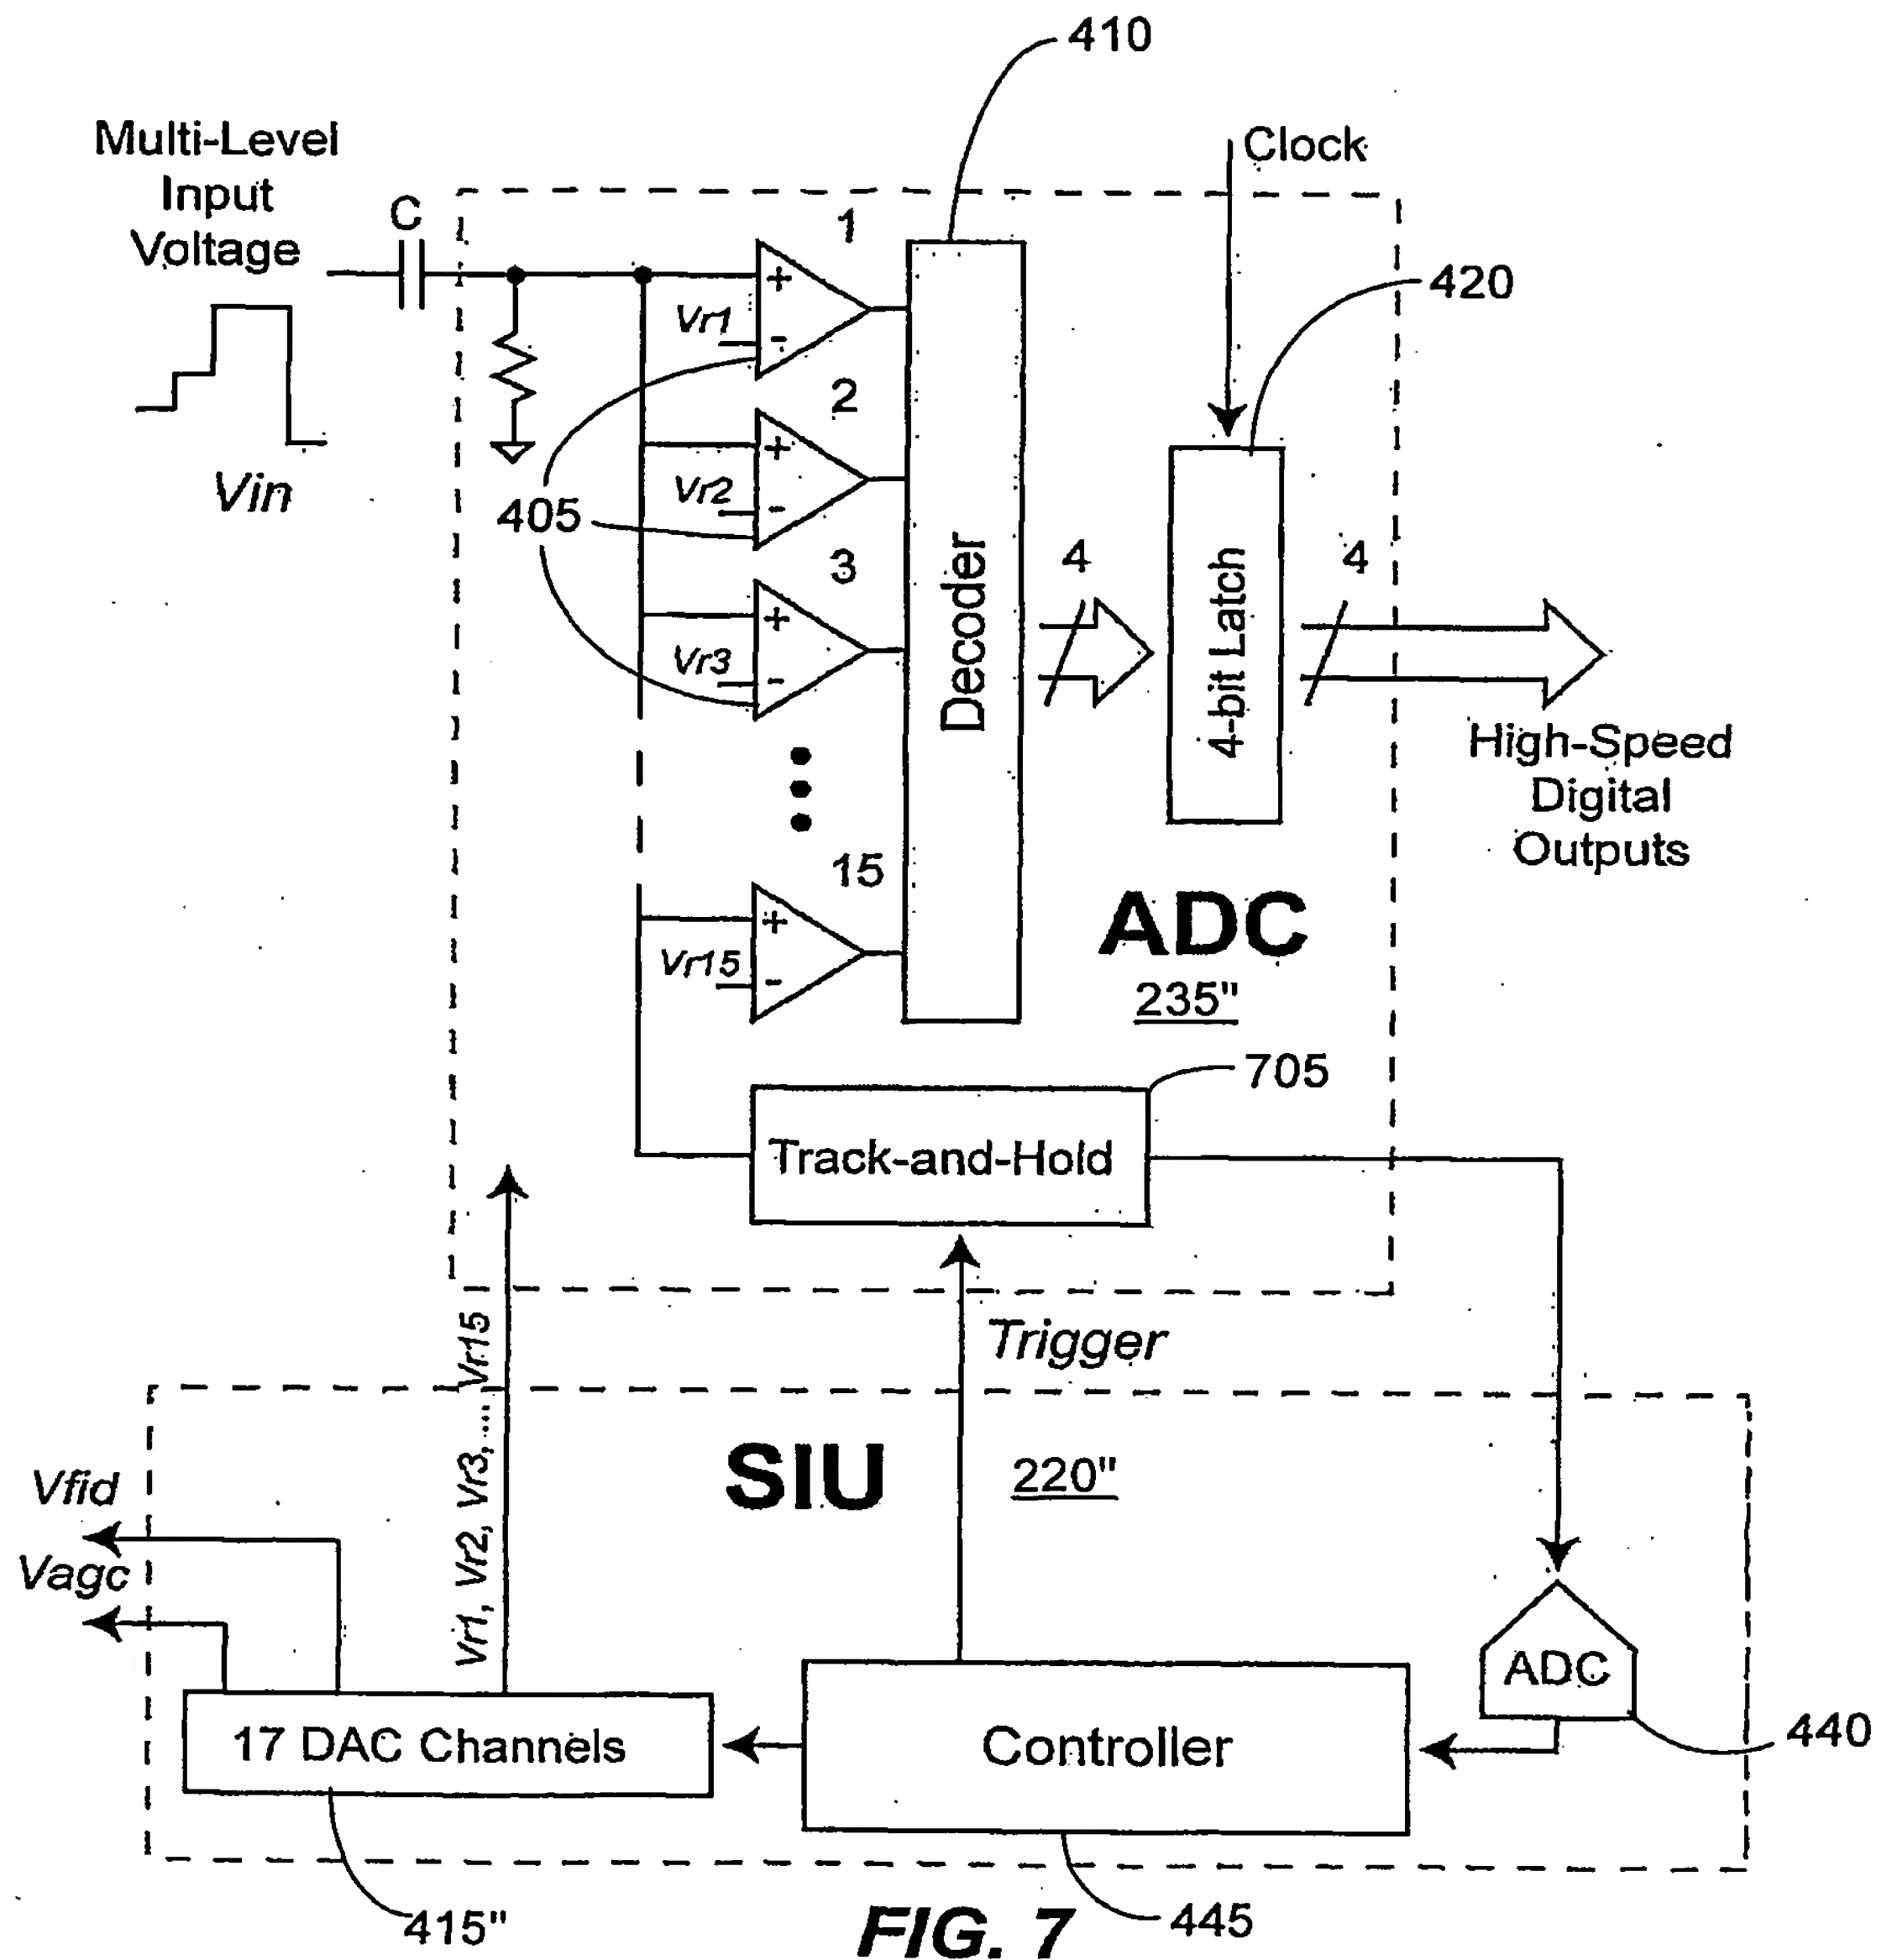 410
Multi-Level
Input
Voltage
Clock
C
1
420
Vr1
+
-
2
Vin
Vr2
+
-
405
3
Vr3
+
-
Decoder
4
4-bit Latch
4
High-Speed
Digital
Outputs
15
Vr15
+
-
ADC
235"
705
Track-and-Hold
Trigger
Vr1, Vr2, Vr3,.... Vr15
SIU
220"
Vfid
Vagc
ADC
440
17 DAC Channels
Controller
415"
445
FIG. 7